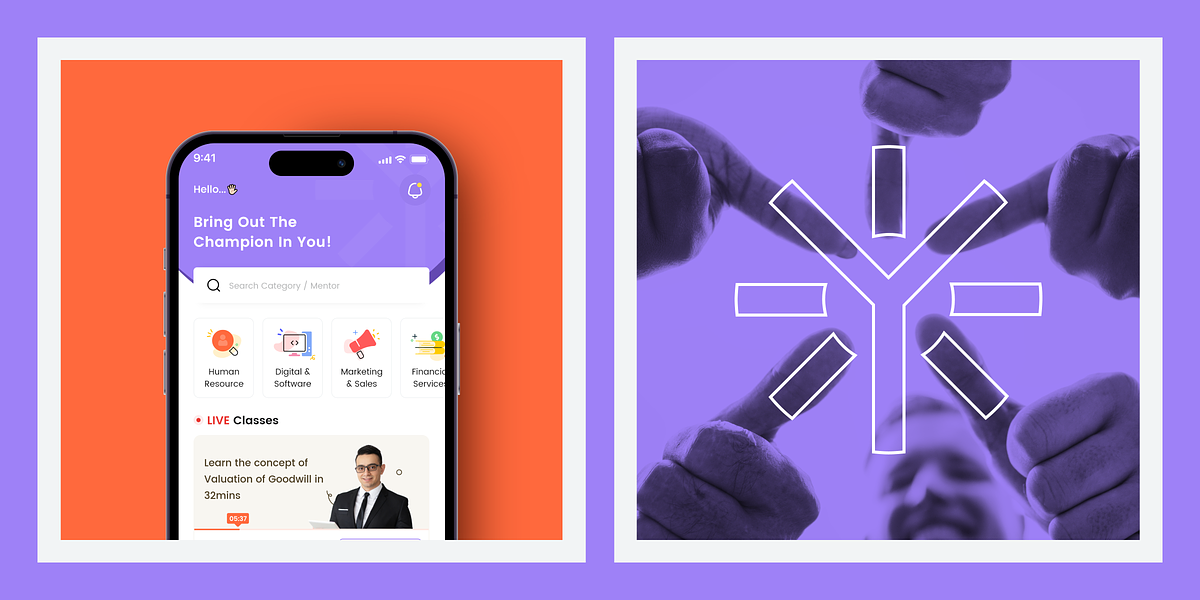 9:41
Hello...
Bring Out The
Champion In You!
Search Category / Mentor
Human
Resource
Digital &
Software
Marketing
& Sales
Financial
Services
LIVE Classes
Learn the concept of
Valuation of Goodwill in
32mins
05:37